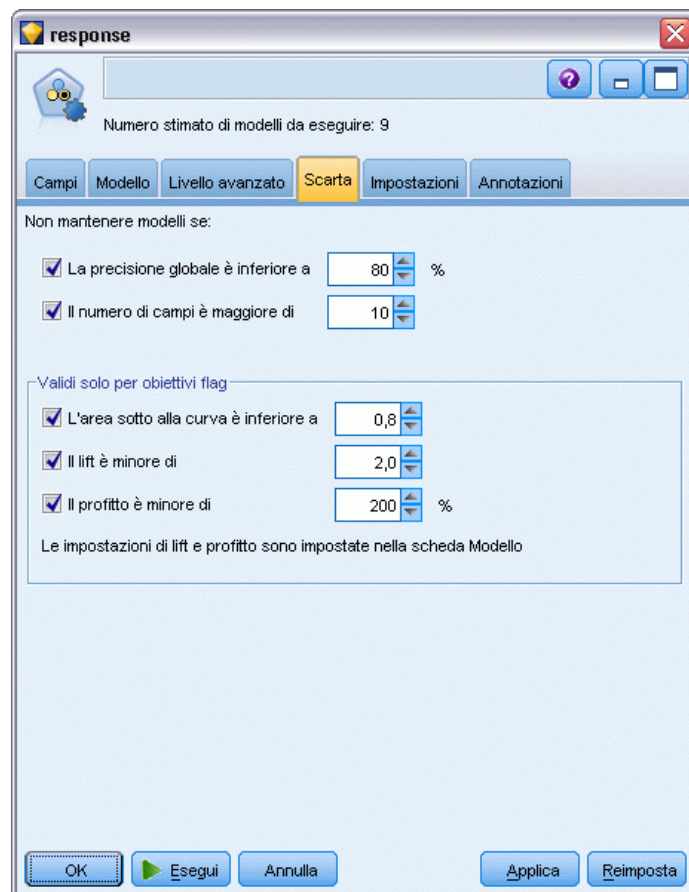 response
?
Numero stimato di modelli da eseguire: 9
Campi Modello Livello avanzato Scarta Impostazioni Annotazioni
Non mantenere modelli se:
La precisione globale è inferiore a 80 %
Il numero di campi è maggiore di 10
Validi solo per obiettivi flag
L'area sotto alla curva è inferiore a 0,8
Il lift è minore di 2,0
Il profitto è minore di 200 %
Le impostazioni di lift e profitto sono impostate nella scheda Modello
OK Esegui Annulla Applica Reimposta